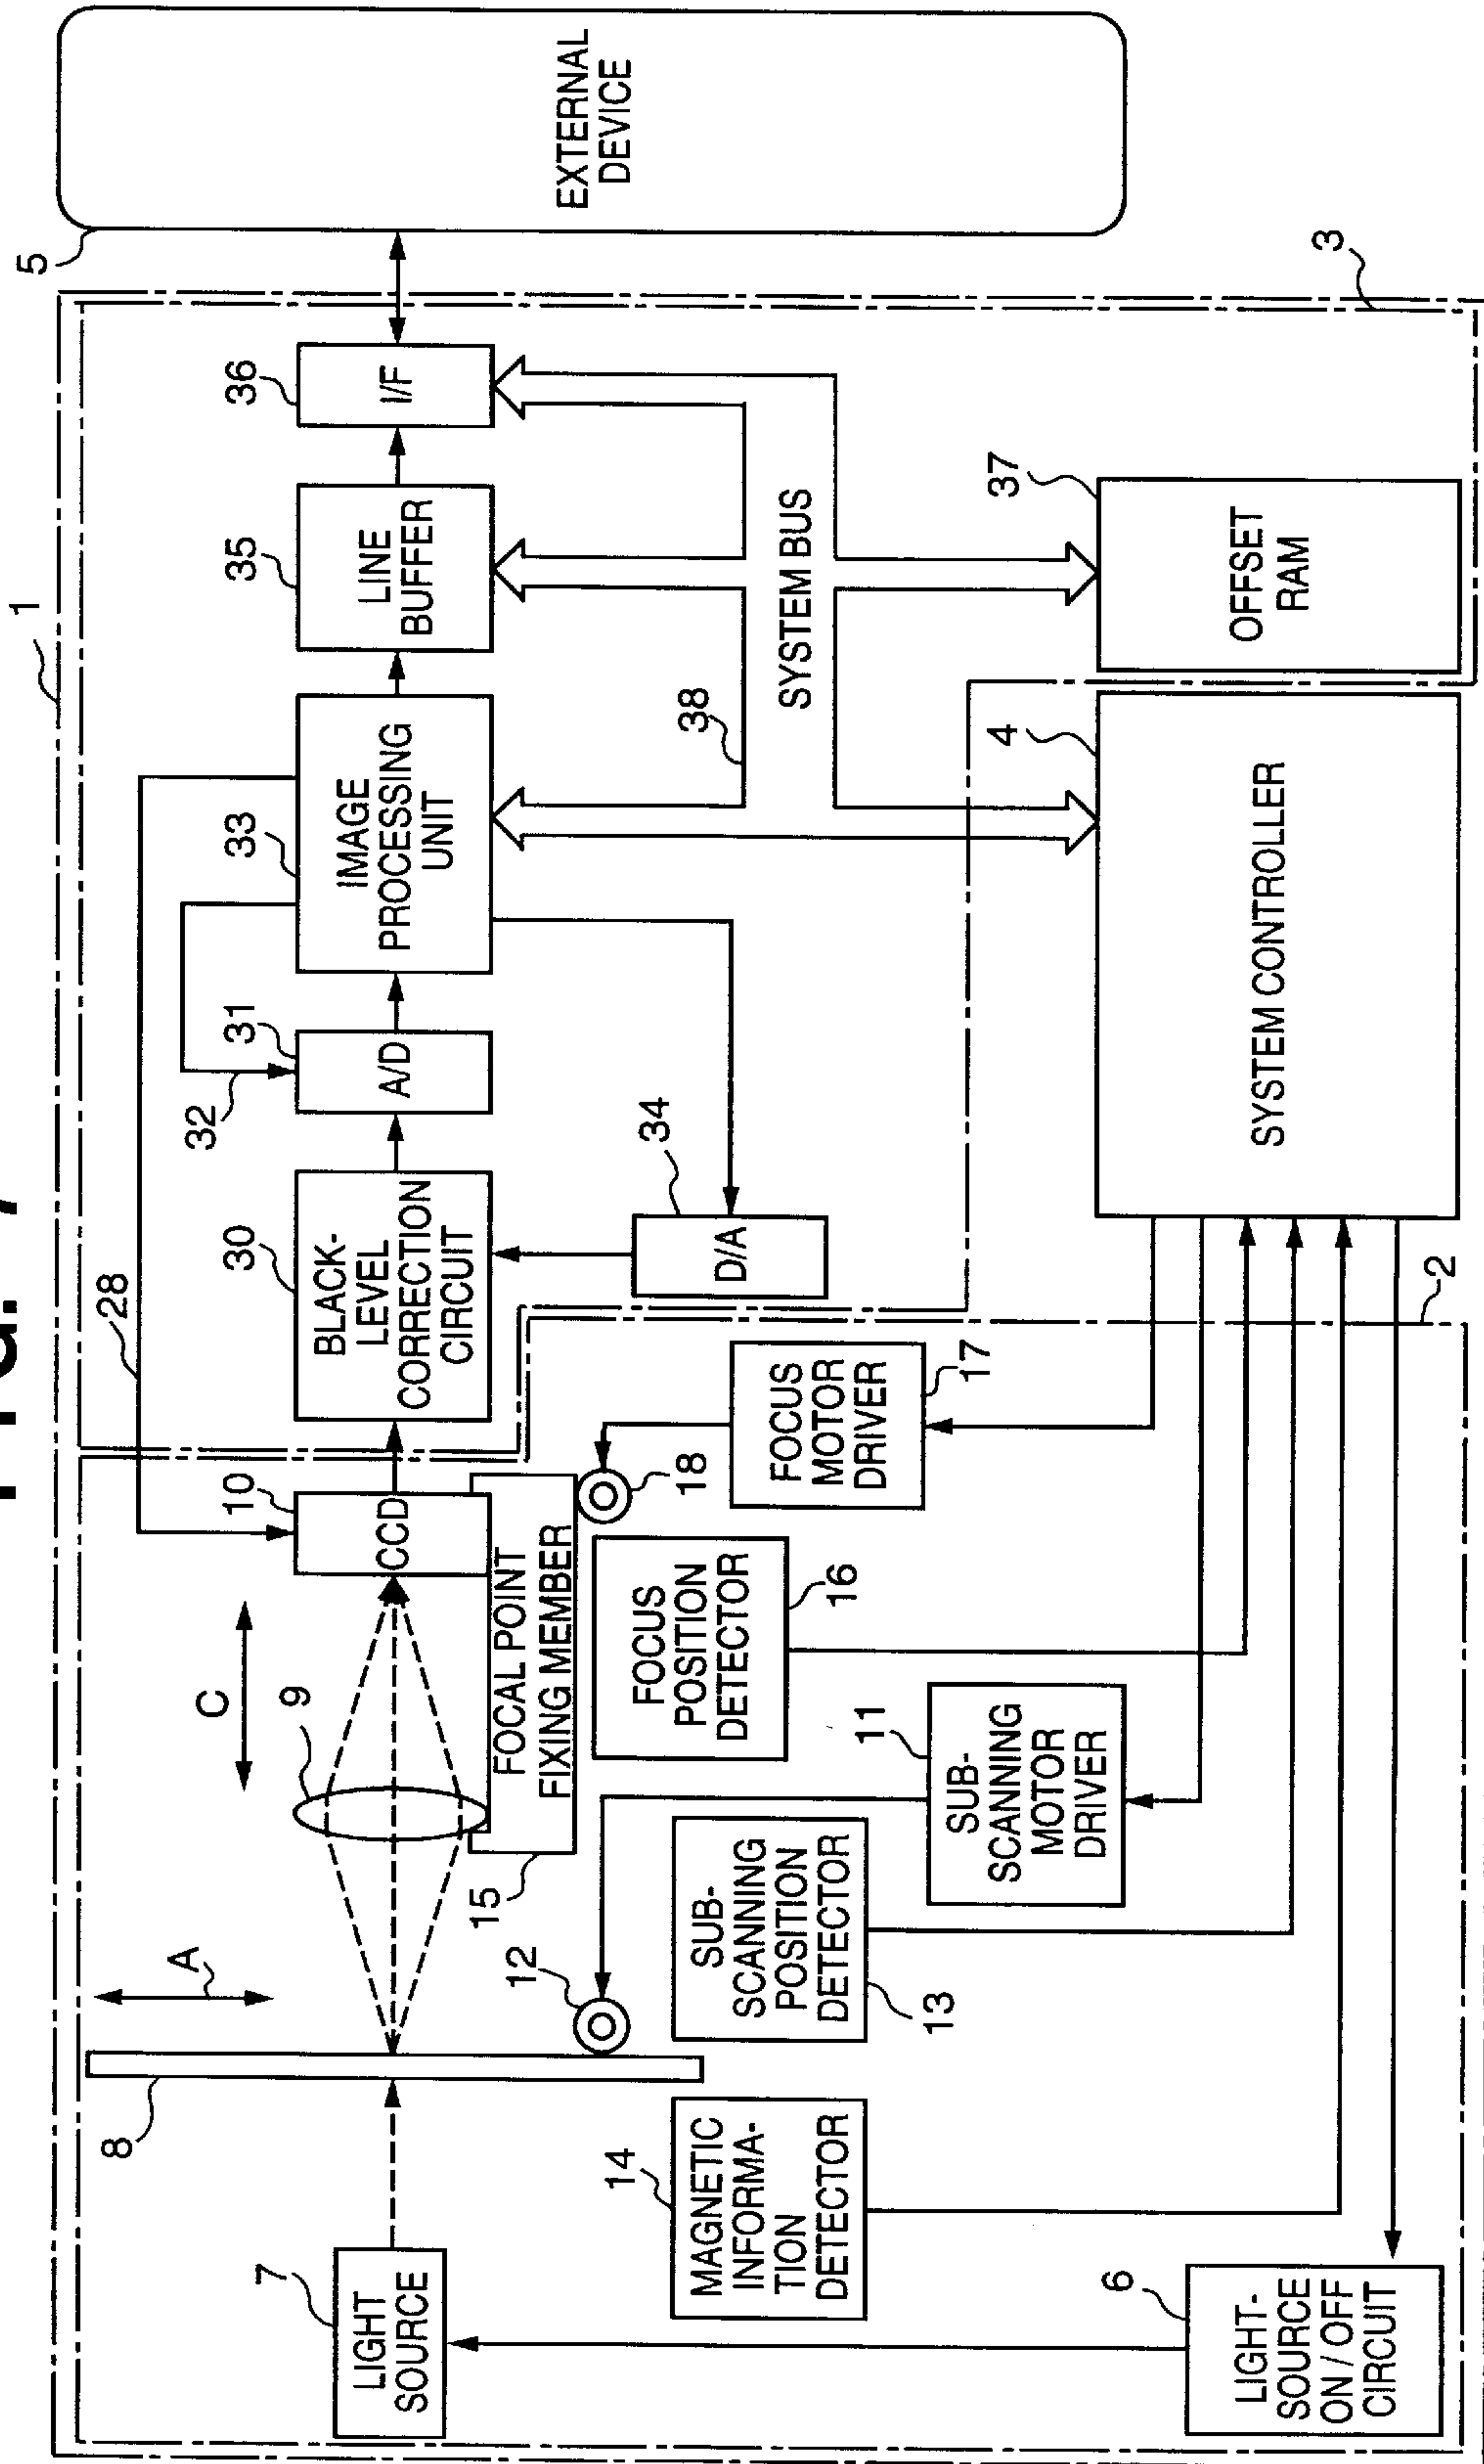 1
28
C
A
8
9
10
CCD
15
FOCAL POINT
FIXING MEMBER
7
LIGHT
SOURCE
12
18
14
MAGNETIC
INFORMA-
TION
DETECTOR
SUB-
SCANNING
POSITION
DETECTOR
13
FOCUS
POSITION
DETECTOR
16
FOCUS
MOTOR
DRIVER
17
11
SUB-
SCANNING
MOTOR
DRIVER
6
LIGHT-
SOURCE
ON / OFF
CIRCUIT
2
30
BLACK-
LEVEL
CORRECTION
CIRCUIT
32
31
A/D
33
IMAGE
PROCESSING
UNIT
35
LINE
BUFFER
36
I/F
34
D/A
38
SYSTEM BUS
4
SYSTEM CONTROLLER
37
OFFSET
RAM
3
5
EXTERNAL
DEVICE